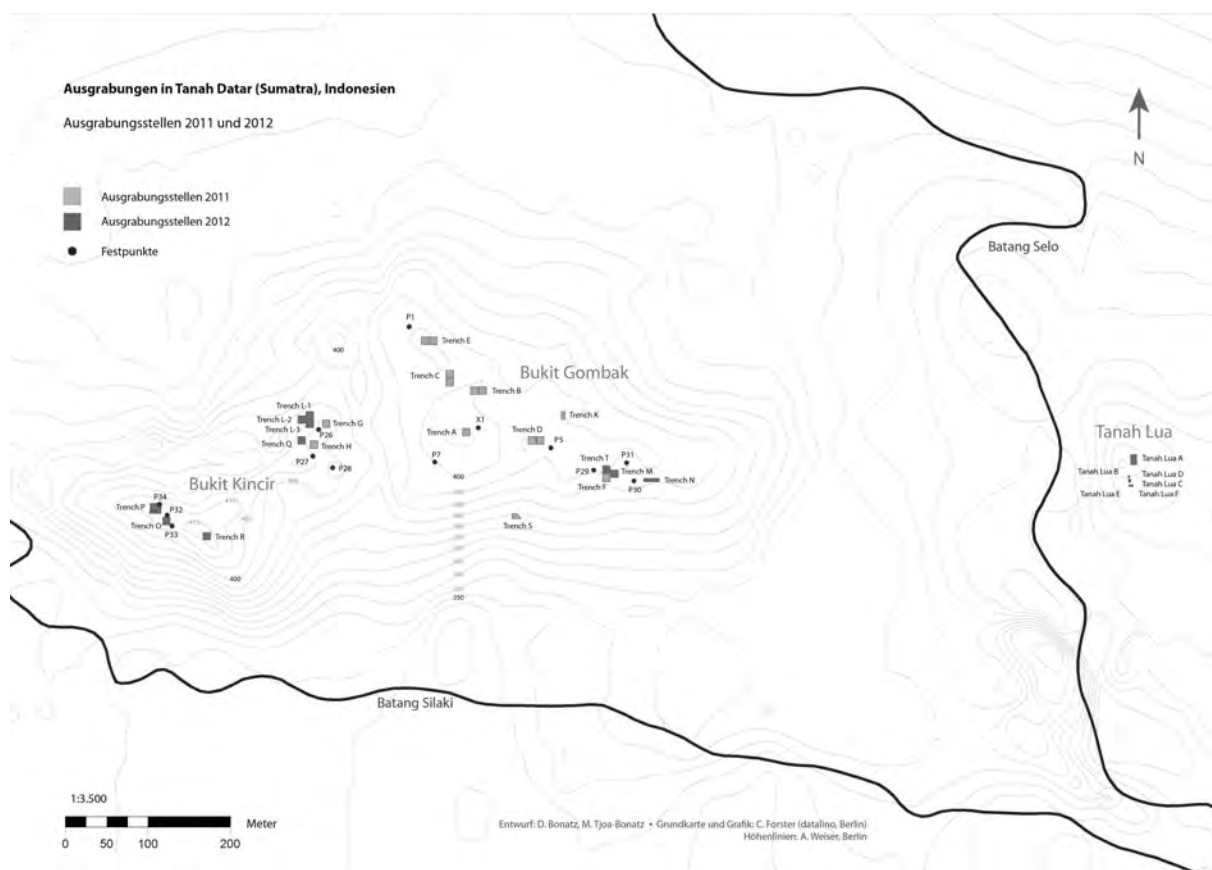 Ausgrabungen in Tanah Datar (Sumatra), Indonesien
Ausgrabungsstellen 2011 und 2012
N
Ausgrabungsstellen 2011
Ausgrabungsstellen 2012
Festpunkte
Batang Selo
P1
Trench E
400
Trench C
Bukit Gombak
Trench B
Trench L-1
Trench L-2
Trench L-3
Trench G
P26
Trench K
X1
Trench A
Trench D
Trench Q
Trench H
P5
P27
P28
P7
P31
Trench T
P29
Trench M
Trench F
P30
Trench N
400
Tanah Lua
Tanah Lua A
Tanah Lua B
Tanah Lua D
Tanah Lua C
Tanah Lua E
Tanah Lua F
Bukit Kincir
P34
Trench P
P32
Trench O
P33
Trench R
Trench S
400
350
Batang Silaki
1:3.500
Meter
0 50 100 200
Entwurf: D. Bonatz, M. Tjoa-Bonatz • Grundkarte und Grafik: C. Forster (datalino, Berlin)
Höhenlinien: A. Weiser, Berlin